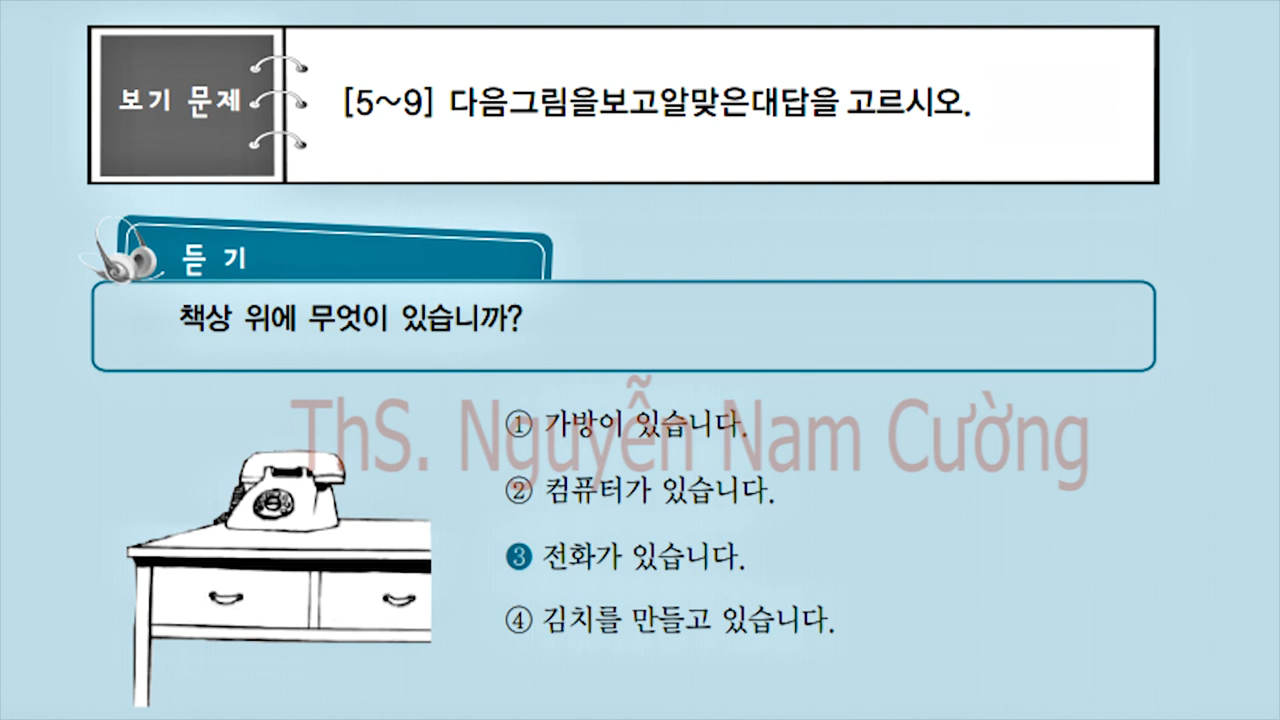 보기 문제
[5~9] 다음그림을보고알맞은대답을 고르시오.
듣 기
책상 위에 무엇이 있습니까?
ThS. Nguyễn Nam Cường
① 가방이 있습니다.
② 컴퓨터가 있습니다.
❸ 전화가 있습니다.
④ 김치를 만들고 있습니다.